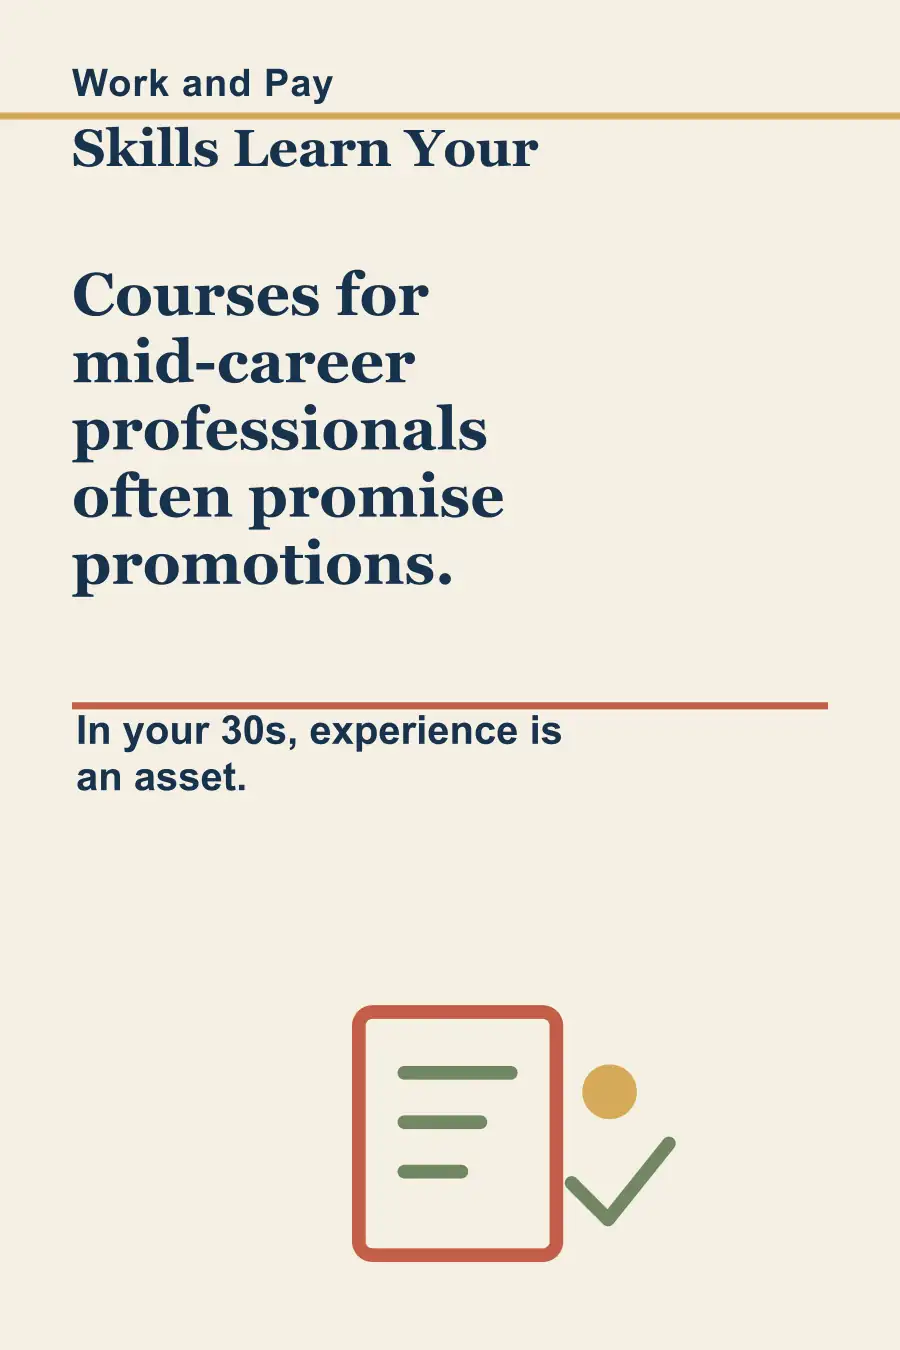 Work and Pay
Skills Learn Your
Courses for
mid-career
professionals
often promise
promotions.
In your 30s, experience is
an asset.